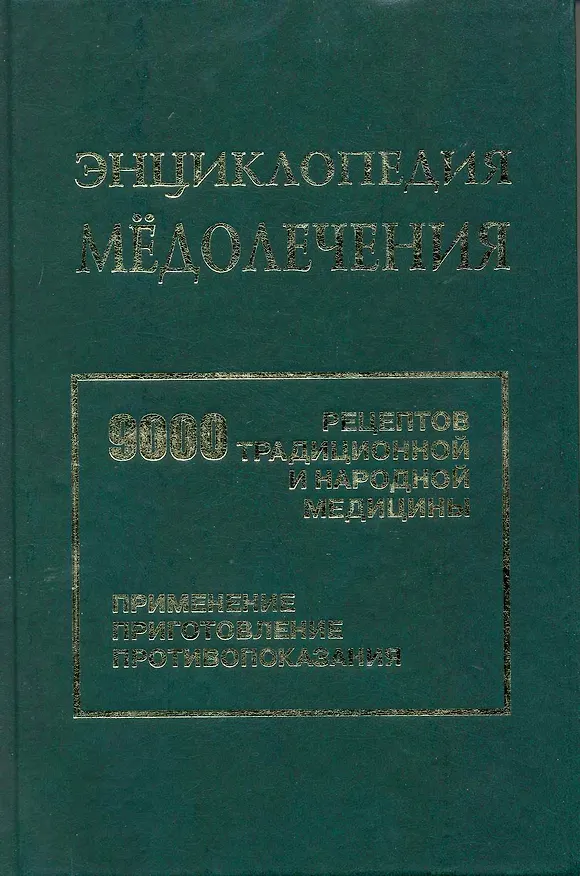 ЭНЦИКЛОПЕДИЯ
МЁДОЛЕЧЕНИЯ
9000 РЕЦЕПТОВ
ТРАДИЦИОННОЙ
И НАРОДНОЙ
МЕДИЦИНЫ
ПРИМЕНЕНИЕ
ПРИГОТОВЛЕНИЕ
ПРОТИВОПОКАЗАНИЯ